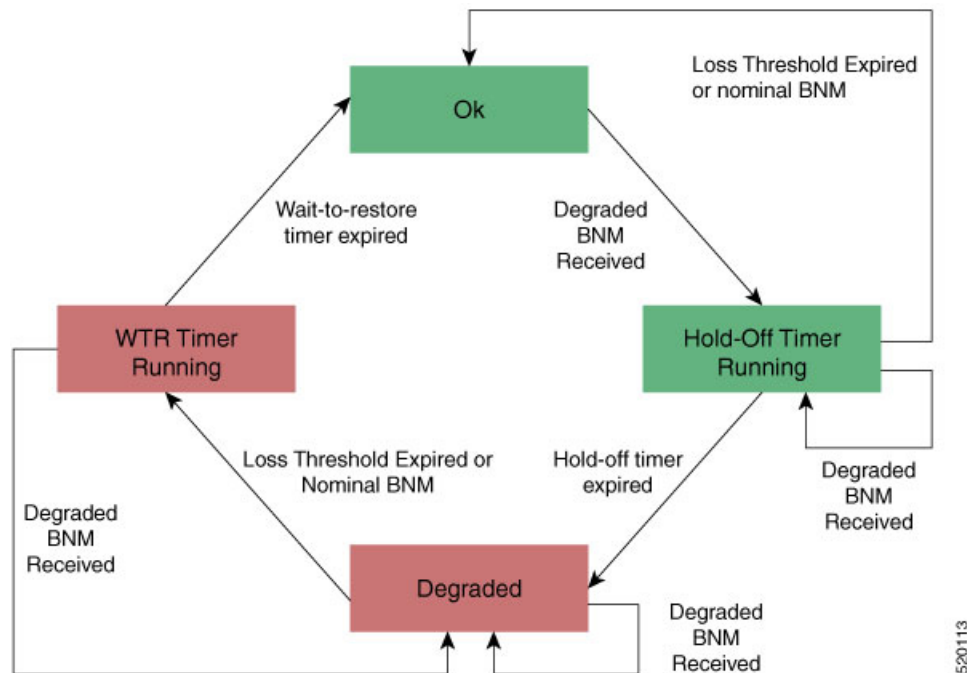 Loss Threshold Expired
or nominal BNM
Ok
Wait-to-restore
timer expired
Degraded
BNM
Received
WTR Timer
Running
Hold-Off Timer
Running
Loss Threshold Expired or
Nominal BNM
Hold-off timer
expired
Degraded
BNM
Received
Degraded
BNM
Received
Degraded
Degraded
BNM
Received
520113